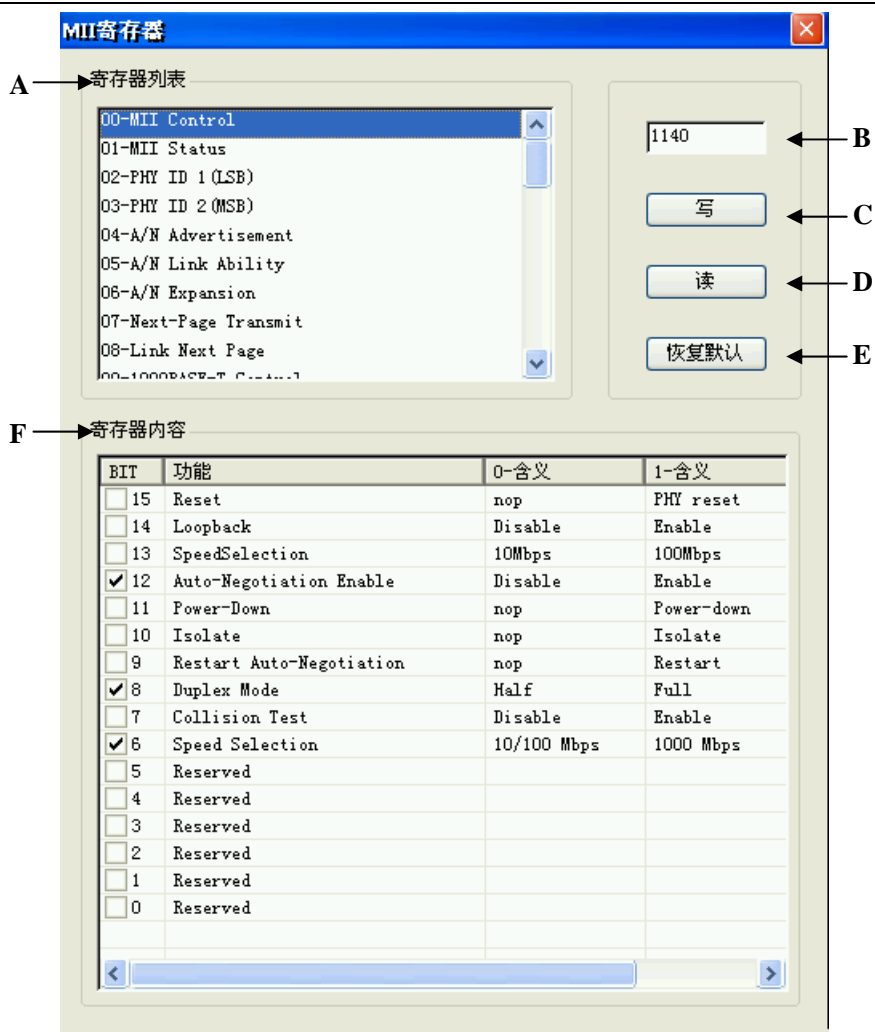 MII寄存器
A
寄存器列表
00-MII Control
01-MII Status
02-PHY ID 1(LSB)
03-PHY ID 2(MSB)
04-A/N Advertisement
05-A/N Link Ability
06-A/N Expansion
07-Next-Page Transmit
08-Link Next Page
09-1000BASE-T Control
1140
B
写
C
读
D
恢复默认
E
F
寄存器内容
BIT 功能 0-含义 1-含义
15 Reset nop PHY reset
14 Loopback Disable Enable
13 SpeedSelection 10Mbps 100Mbps
12 Auto-Negotiation Enable Disable Enable
11 Power-Down nop Power-down
10 Isolate nop Isolate
9 Restart Auto-Negotiation nop Restart
8 Duplex Mode Half Full
7 Collision Test Disable Enable
6 Speed Selection 10/100 Mbps 1000 Mbps
5 Reserved
4 Reserved
3 Reserved
2 Reserved
1 Reserved
0 Reserved